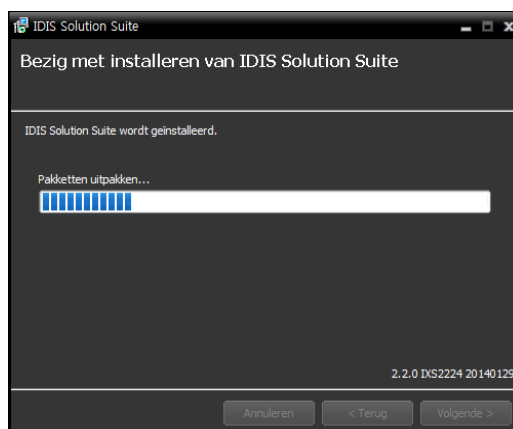 IDIS Solution Suite
Bezig met installeren van IDIS Solution Suite
IDIS Solution Suite wordt geïnstalleerd.
Pakketten uitpakken...
2.2.0 IXS2224 20140129
Annuleren
< Terug
Volgende >